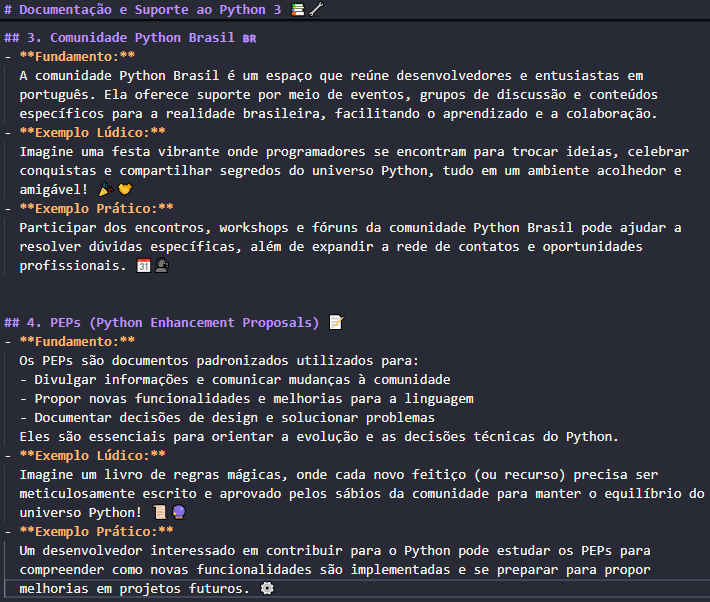 # Documentação e Suporte ao Python 3 📚🔧
## 3. Comunidade Python Brasil 🇧🇷
- **Fundamento:**
A comunidade Python Brasil é um espaço que reúne desenvolvedores e entusiastas em
português. Ela oferece suporte por meio de eventos, grupos de discussão e conteúdos
específicos para a realidade brasileira, facilitando o aprendizado e a colaboração.
- **Exemplo Lúdico:**
Imagine uma festa vibrante onde programadores se encontram para trocar ideias, celebrar
conquistas e compartilhar segredos do universo Python, tudo em um ambiente acolhedor e
amigável! 🎉🤝
- **Exemplo Prático:**
Participar dos encontros, workshops e fóruns da comunidade Python Brasil pode ajudar a
resolver dúvidas específicas, além de expandir a rede de contatos e oportunidades
profissionais. 📅👥
## 4. PEPs (Python Enhancement Proposals) 📝
- **Fundamento:**
Os PEPs são documentos padronizados utilizados para:
- Divulgar informações e comunicar mudanças à comunidade
- Propor novas funcionalidades e melhorias para a linguagem
- Documentar decisões de design e solucionar problemas
Eles são essenciais para orientar a evolução e as decisões técnicas do Python.
- **Exemplo Lúdico:**
Imagine um livro de regras mágicas, onde cada novo feitiço (ou recurso) precisa ser
meticulosamente escrito e aprovado pelos sábios da comunidade para manter o equilíbrio do
universo Python! 📜🔮
- **Exemplo Prático:**
Um desenvolvedor interessado em contribuir para o Python pode estudar os PEPs para
compreender como novas funcionalidades são implementadas e se preparar para propor
melhorias em projetos futuros. ⚙️